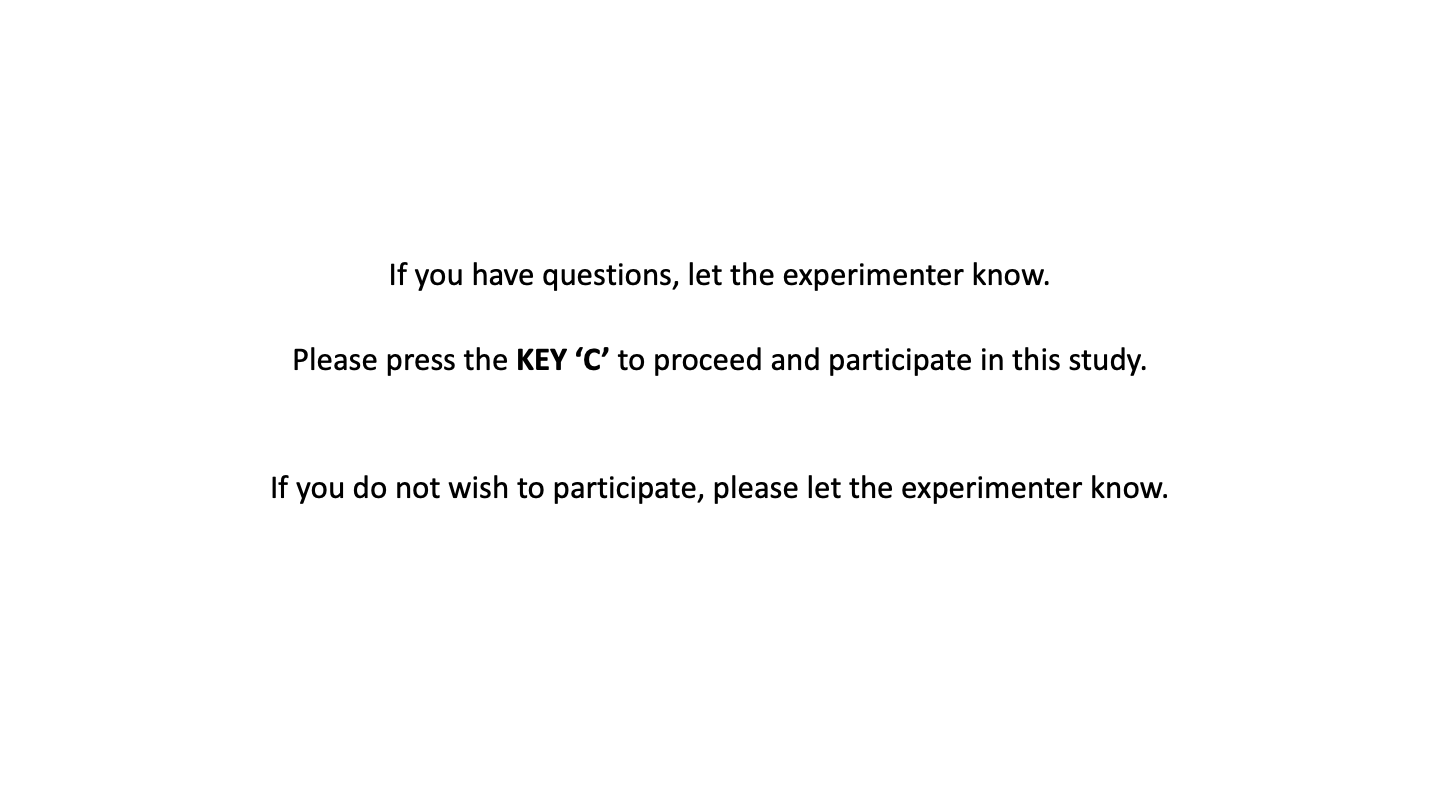 If you have questions, let the experimenter know.
Please press the KEY ‘C’ to proceed and participate in this study.
If you do not wish to participate, please let the experimenter know.